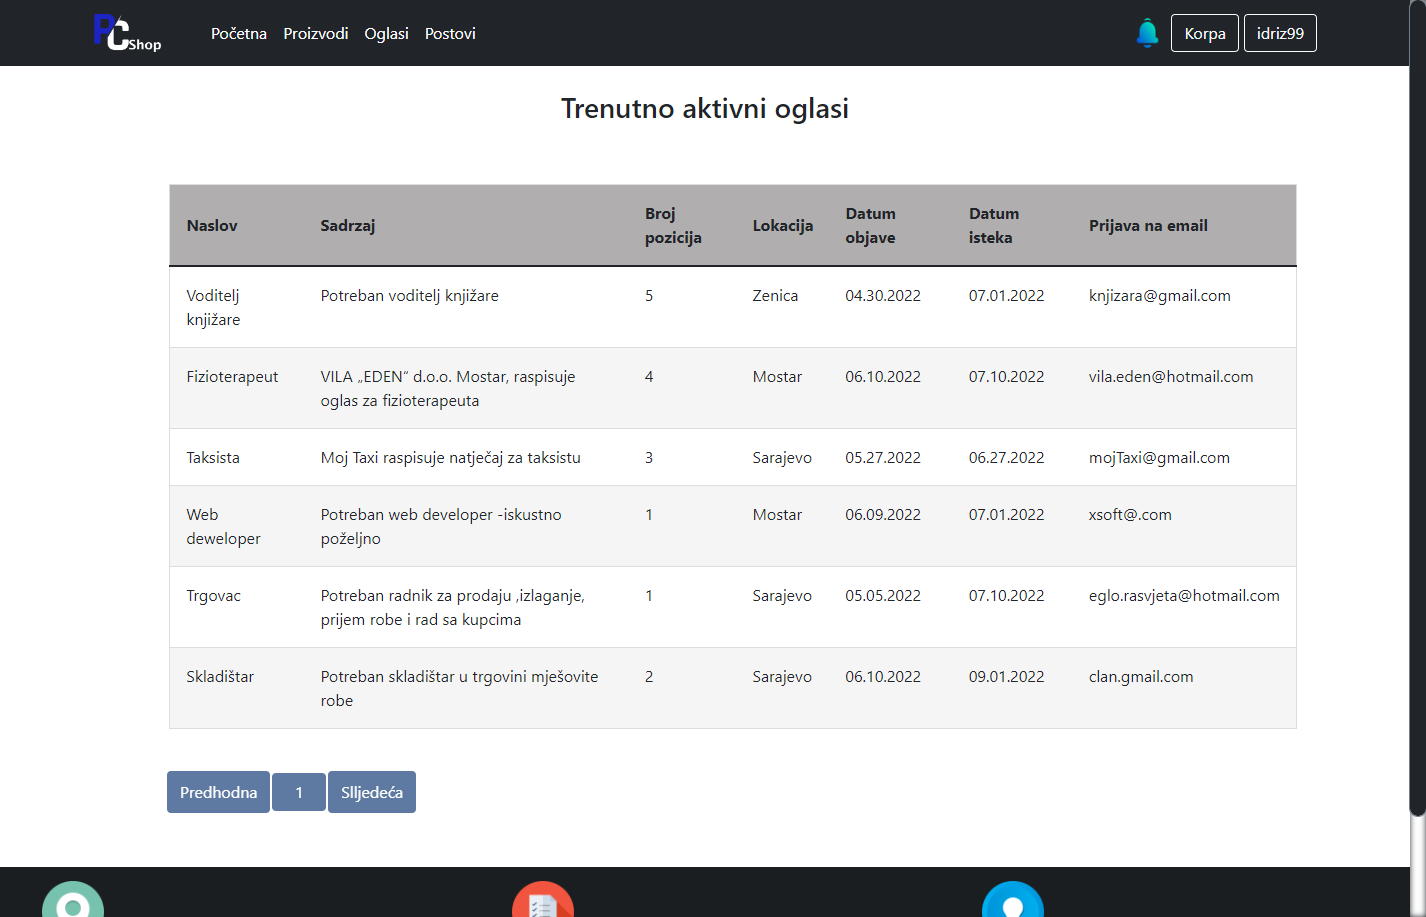 PC Shop
Početna Proizvodi Oglasi Postovi Korpa idriz99
Trenutno aktivni oglasi
Naslov Sadrzaj Broj pozicija Lokacija Datum objave Datum isteka Prijava na email
Voditelj knjižare Potreban voditelj knjižare 5 Zenica 04.30.2022 07.01.2022 knjizara@gmail.com
Fizioterapeut VILA „EDEN“ d.o.o. Mostar, raspisuje oglas za fizioterapeuta 4 Mostar 06.10.2022 07.10.2022 vila.eden@hotmail.com
Taksista Moj Taxi raspisuje natječaj za taksistu 3 Sarajevo 05.27.2022 06.27.2022 mojTaxi@gmail.com
Web deweloper Potreban web developer -iskustno poželjno 1 Mostar 06.09.2022 07.01.2022 xsoft@.com
Trgovac Potreban radnik za prodaju ,izlaganje, prijem robe i rad sa kupcima 1 Sarajevo 05.05.2022 07.10.2022 eglo.rasvjeta@hotmail.com
Skladištar Potreban skladištar u trgovini mješovite robe 2 Sarajevo 06.10.2022 09.01.2022 clan.gmail.com
Predhodna 1 Slljedeća